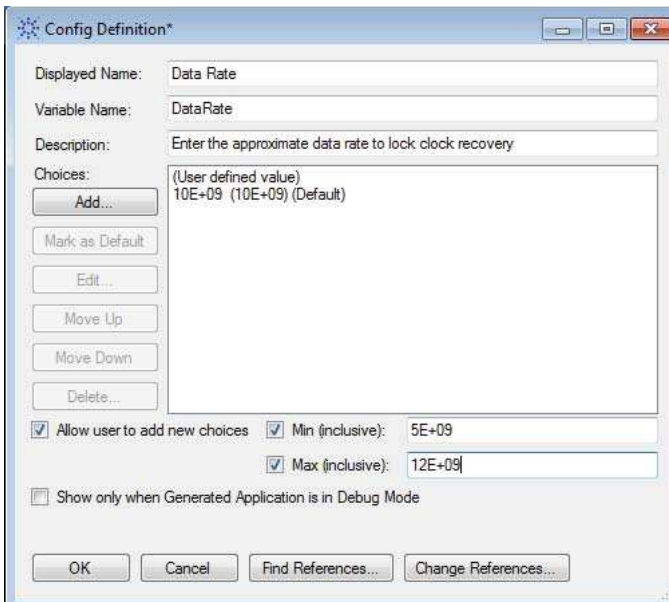 Config Definition*
Displayed Name: Data Rate
Variable Name: DataRate
Description: Enter the approximate data rate to lock clock recovery
Choices:
(User defined value)
10E+09 (10E+09) (Default)
Add...
Mark as Default
Edit...
Move Up
Move Down
Delete...
Allow user to add new choices Min (inclusive): 5E+09
Max (inclusive): 12E+09
Show only when Generated Application is in Debug Mode
OK Cancel Find References... Change References...